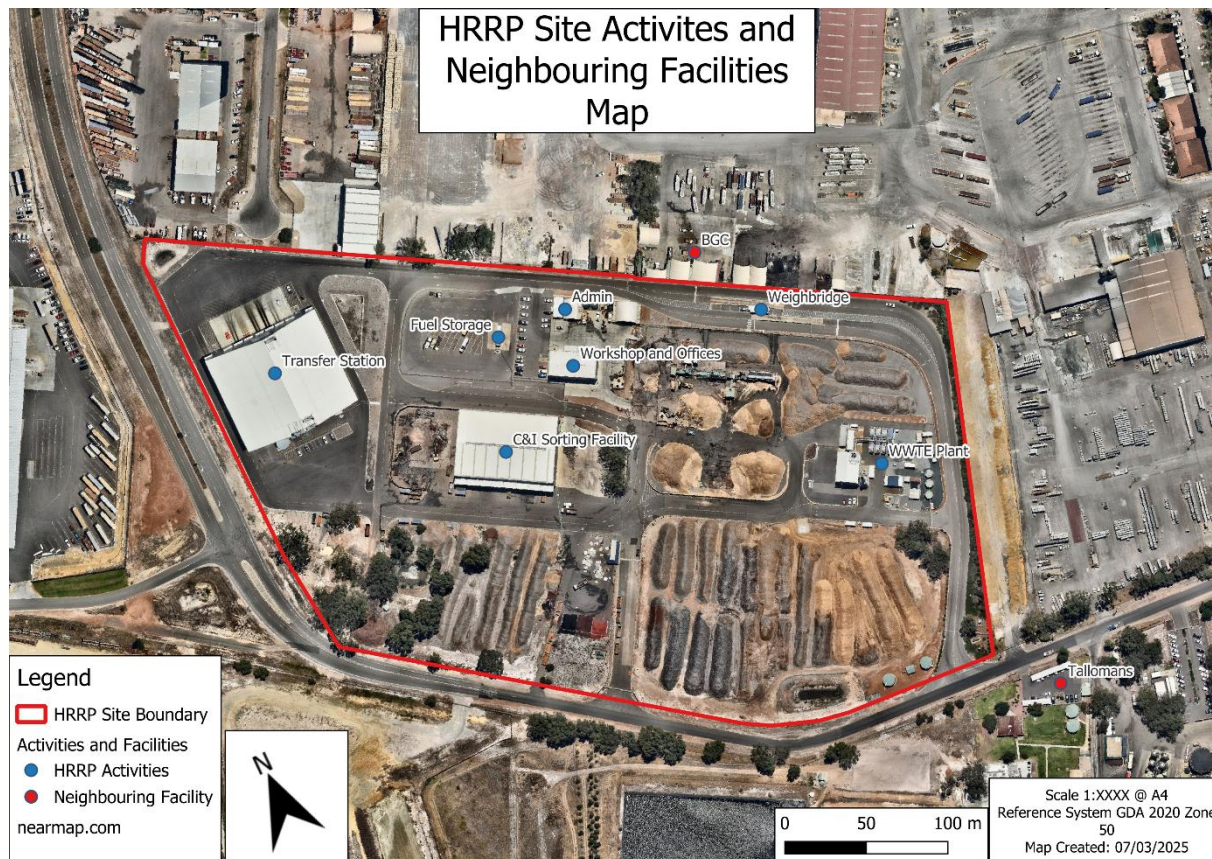 HRRP Site Activites and
Neighbouring Facilities
Map
BGC
Admin
Weighbridge
Fuel Storage
Workshop and Offices
Transfer Station
C&I Sorting Facility
WWTE Plant
Tallomans
Legend
HRRP Site Boundary
Activities and Facilities
HRRP Activities
Neighbouring Facility
nearmap.com
N
0 50 100 m
Scale 1:XXXX @ A4
Reference System GDA 2020 Zone
50
Map Created: 07/03/2025